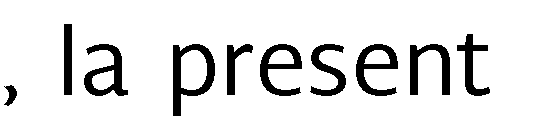 , la present